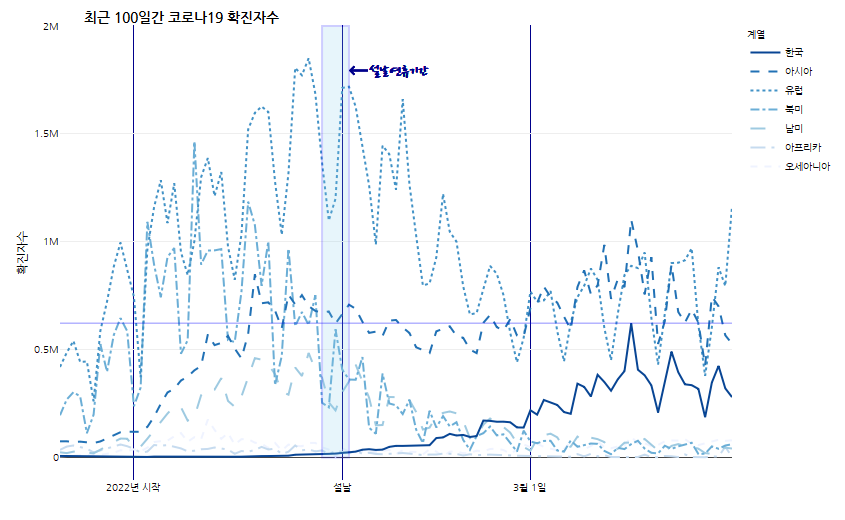 최근 100일간 코로나19 확진자수
2M
1.5M
1M
0.5M
0
확진자수
설날연휴기간
2022년 시작
설날
3월 1일
계열
한국
아시아
유럽
북미
남미
아프리카
오세아니아